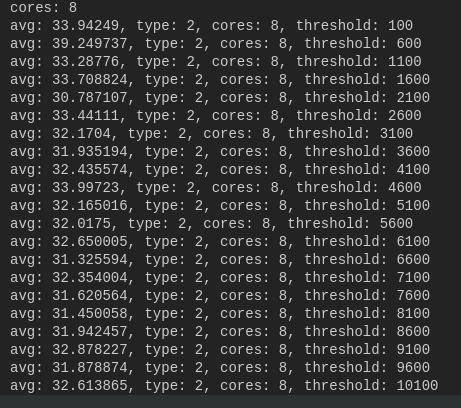 cores: 8
avg: 33.94249, type: 2, cores: 8, threshold: 100
avg: 39.249737, type: 2, cores: 8, threshold: 600
avg: 33.28776, type: 2, cores: 8, threshold: 1100
avg: 33.708824, type: 2, cores: 8, threshold: 1600
avg: 30.787107, type: 2, cores: 8, threshold: 2100
avg: 33.44111, type: 2, cores: 8, threshold: 2600
avg: 32.1704, type: 2, cores: 8, threshold: 3100
avg: 31.935194, type: 2, cores: 8, threshold: 3600
avg: 32.435574, type: 2, cores: 8, threshold: 4100
avg: 33.99723, type: 2, cores: 8, threshold: 4600
avg: 32.165016, type: 2, cores: 8, threshold: 5100
avg: 32.0175, type: 2, cores: 8, threshold: 5600
avg: 32.650005, type: 2, cores: 8, threshold: 6100
avg: 31.325594, type: 2, cores: 8, threshold: 6600
avg: 32.354004, type: 2, cores: 8, threshold: 7100
avg: 31.620564, type: 2, cores: 8, threshold: 7600
avg: 31.450058, type: 2, cores: 8, threshold: 8100
avg: 31.942457, type: 2, cores: 8, threshold: 8600
avg: 32.878227, type: 2, cores: 8, threshold: 9100
avg: 31.878874, type: 2, cores: 8, threshold: 9600
avg: 32.613865, type: 2, cores: 8, threshold: 10100